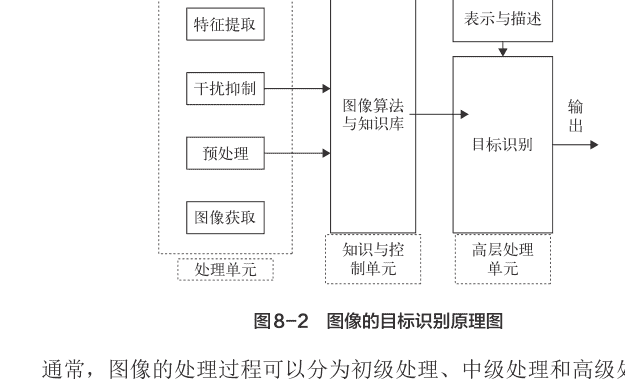 特征提取
表示与描述
干扰抑制
图像算法
与知识库
输
出
目标识别
预处理
图像获取
知识与控
制单元
高层处理
单元
处理单元
图8-2 图像的目标识别原理图
通常，图像的处理过程可以分为初级处理、中级处理和高级